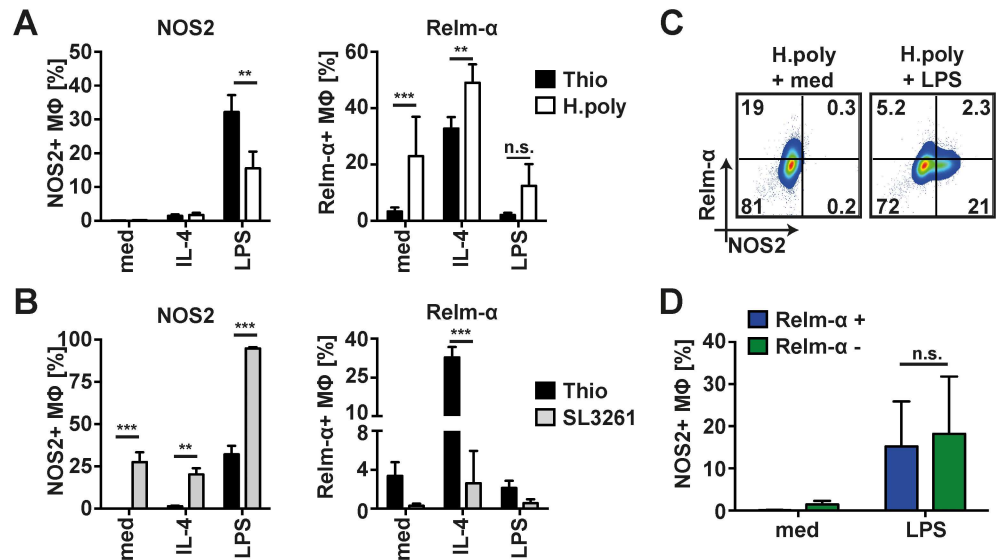 A
NOS2
NOS2+ MΦ [%]
50
40
30
20
10
0
**
med
IL-4
LPS
Relm-α
Relm-α+ MΦ [%]
60
40
20
0
***
**
n.s.
med
IL-4
LPS
Thio
H.poly
B
NOS2
NOS2+ MΦ [%]
100
75
50
25
0
***
**
***
med
IL-4
LPS
Relm-α
Relm-α+ MΦ [%]
40
25
10
8
4
0
***
med
IL-4
LPS
Thio
SL3261
C
H.poly
+ med
H.poly
+ LPS
19
0.3
81
0.2
5.2
2.3
72
21
Relm-α
NOS2
D
Relm-α +
Relm-α -
NOS2+ MΦ [%]
40
30
20
10
0
n.s.
med
LPS